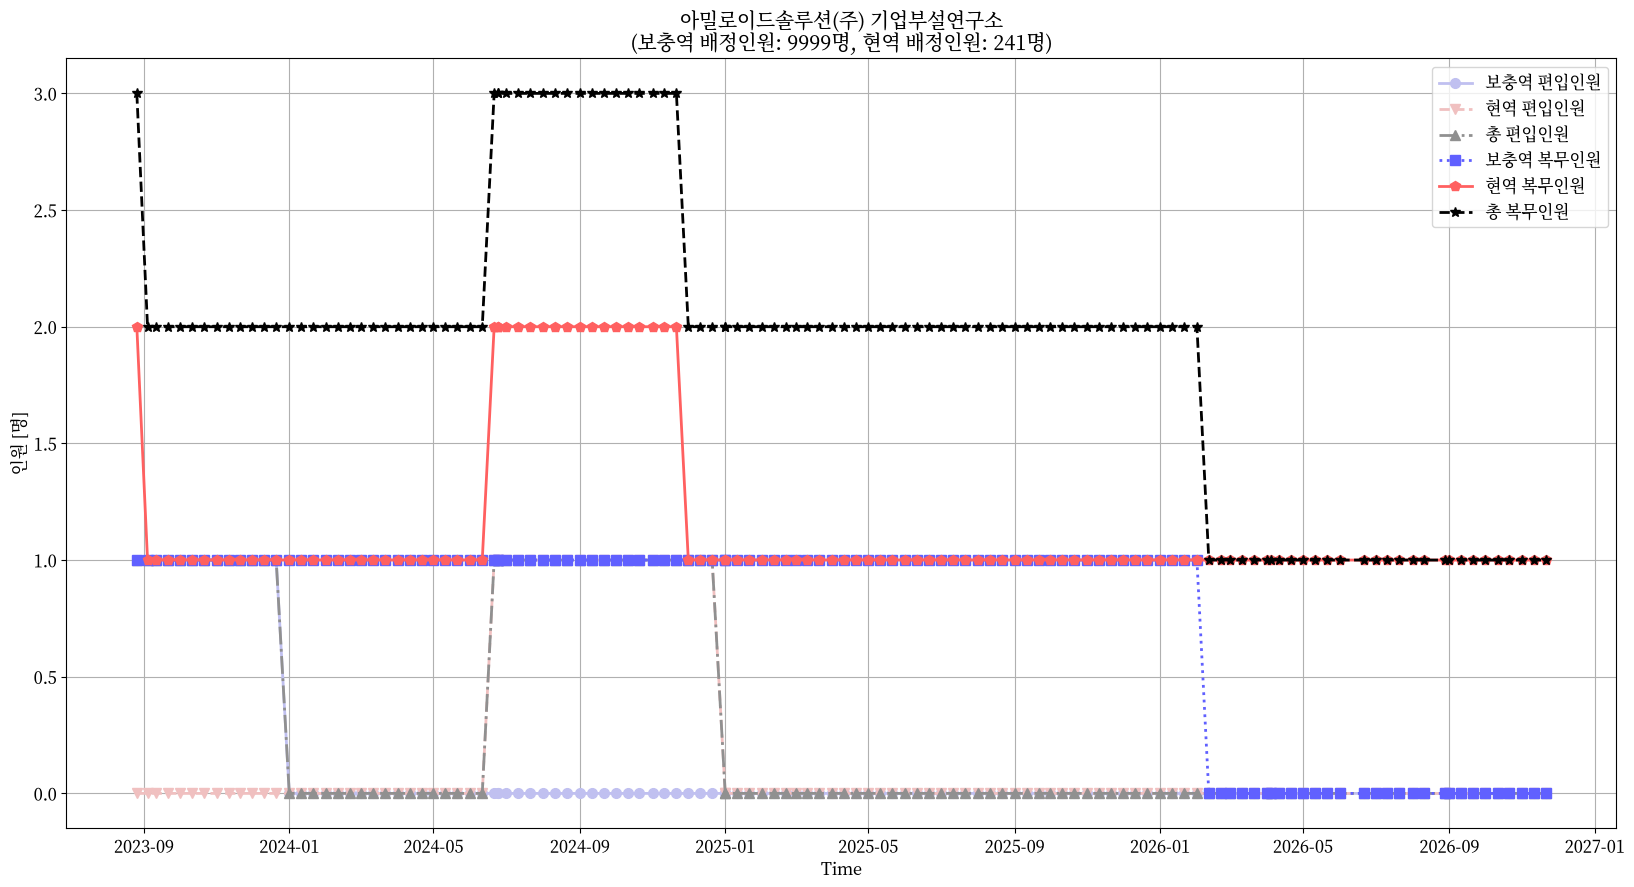 아밀로이드솔루션(주) 기업부설연구소
(보충역 배정인원: 9999명, 현역 배정인원: 241명)
보충역 편입인원
현역 편입인원
총 편입인원
보충역 복무인원
현역 복무인원
총 복무인원
인원 [명]
3.0
2.5
2.0
1.5
1.0
0.5
0.0
2023-09
2024-01
2024-05
2024-09
2025-01
2025-05
2025-09
2026-01
2026-05
2026-09
2027-01
Time